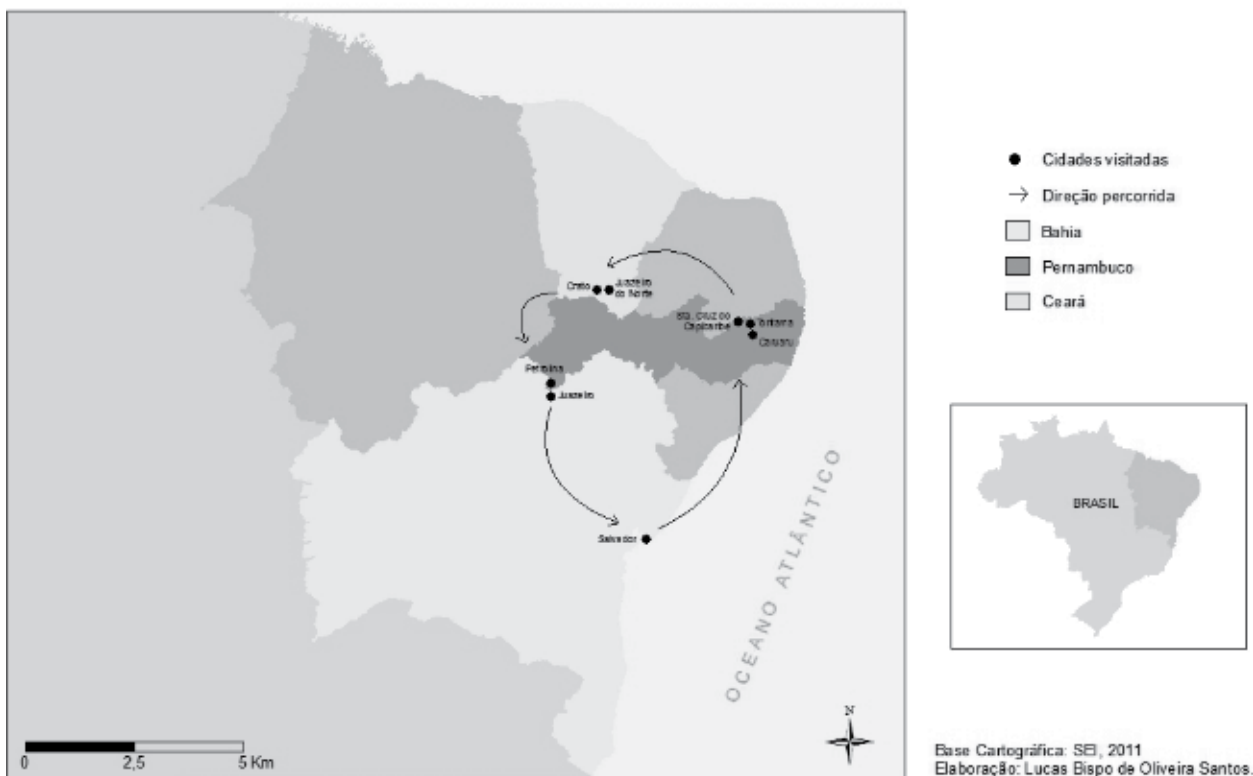 Crato
Juazeiro
do Norte
Sta. Cruz do
Capibaribe
Toritama
Caruaru
Petrolina
Juazeiro
Salvador
OCEANO ATLÂNTICO
N
0 2,5 5 Km
Cidades visitadas
Direção percorrida
Bahia
Pernambuco
Ceará
BRASIL
Base Cartográfica: SEI, 2011
Elaboração: Lucas Bispo de Oliveira Santos.